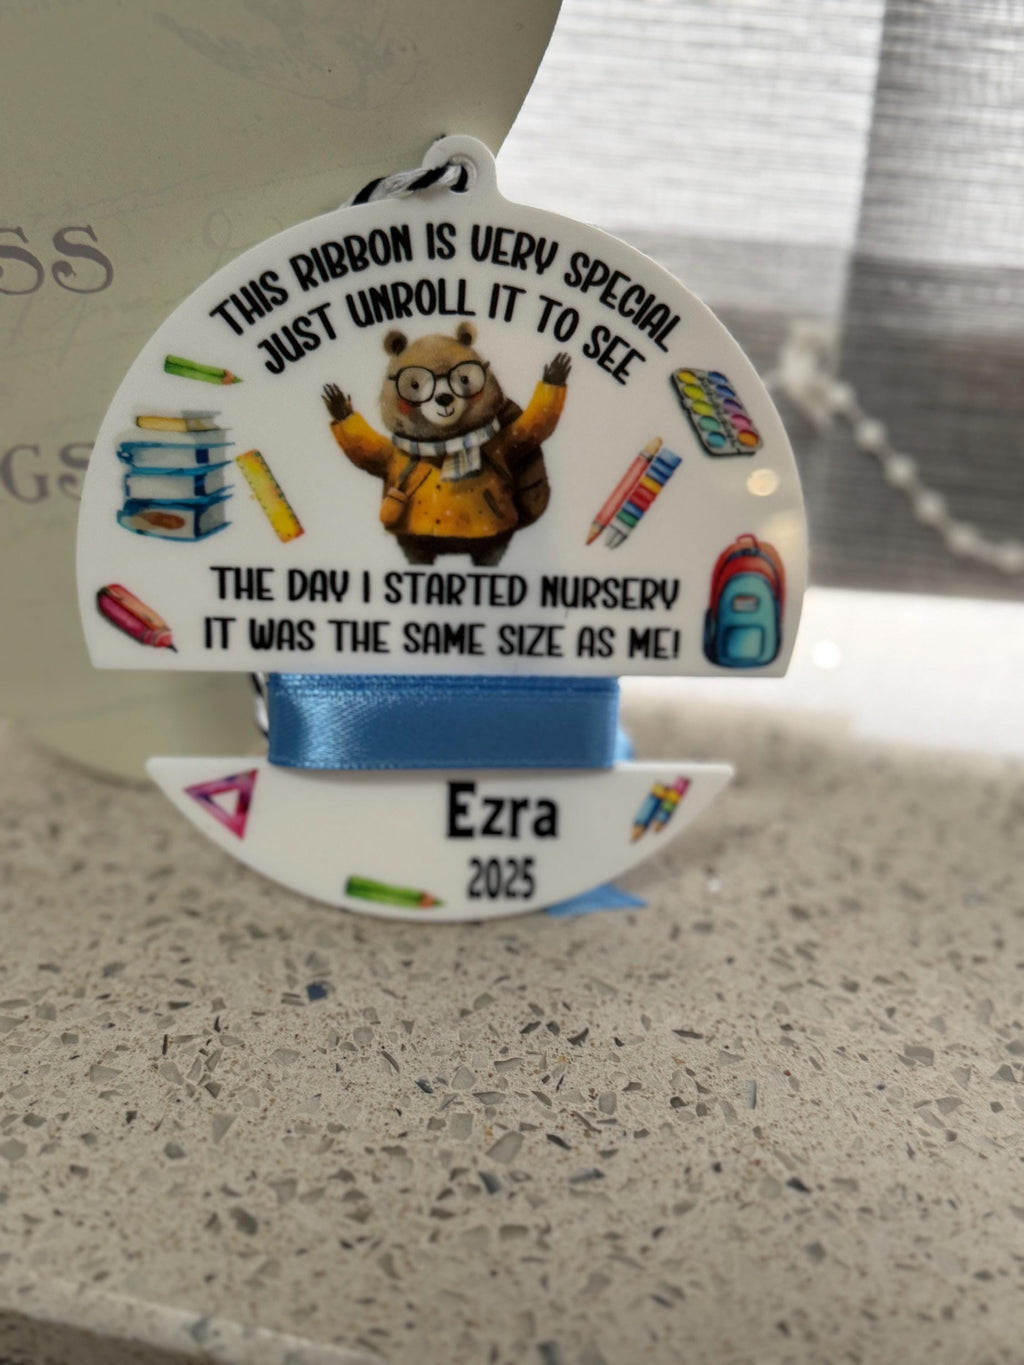 THIS RIBBON IS VERY SPECIAL
JUST UNROLL IT TO SEE
THE DAY I STARTED NURSERY
IT WAS THE SAME SIZE AS ME!
Ezra
2025